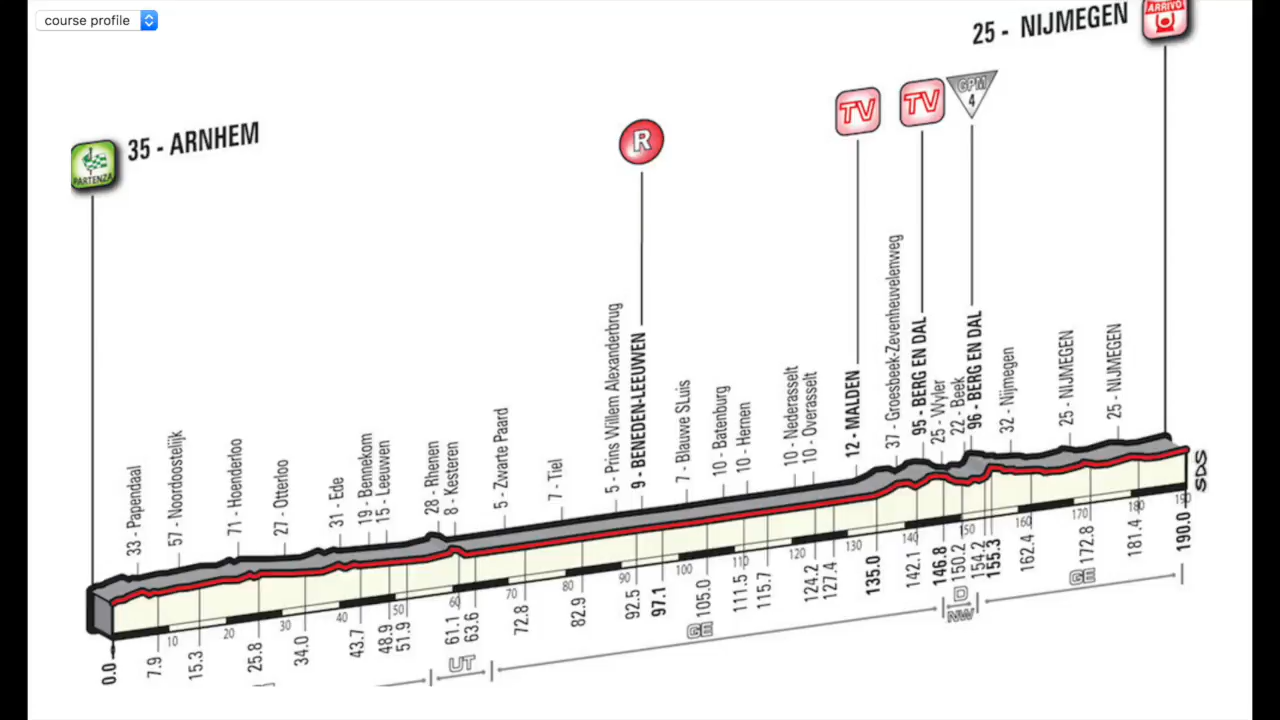 course profile
25 - NIJMEGEN
ARRIVO
GPM
4
TV
TV
R
35 - ARNHEM
PARTENZA
33 - Papendaal
57 - Noordoostelijk
71 - Hoenderloo
27 - Otterloo
31 - Ede
19 - Bennekom
15 - Leeuwen
28 - Rhenen
8 - Kesteren
5 - Zwarte Paard
7 - Tiel
5 - Prins Willem Alexanderbrug
9 - BENEDEN-LEEUWEN
7 - Blauwe SLuis
10 - Batenburg
10 - Hernen
10 - Nederasselt
10 - Overasselt
12 - MALDEN
37 - Groesbeek-Zevenheuvelenweg
95 - BERG EN DAL
25 - Wyler
22 - Beek
96 - BERG EN DAL
32 - Nijmegen
25 - NIJMEGEN
25 - NIJMEGEN
SDS
10
20
30
40
50
60
70
80
90
100
110
120
130
140
150
160
170
180
190
0.0
7.9
15.3
25.8
34.0
43.7
48.9
51.9
61.1
63.6
72.8
82.9
92.5
97.1
105.0
111.5
115.7
124.2
127.4
135.0
142.1
146.8
150.2
154.2
155.3
162.4
172.8
181.4
190.0
UT
GE
D
NW
GE